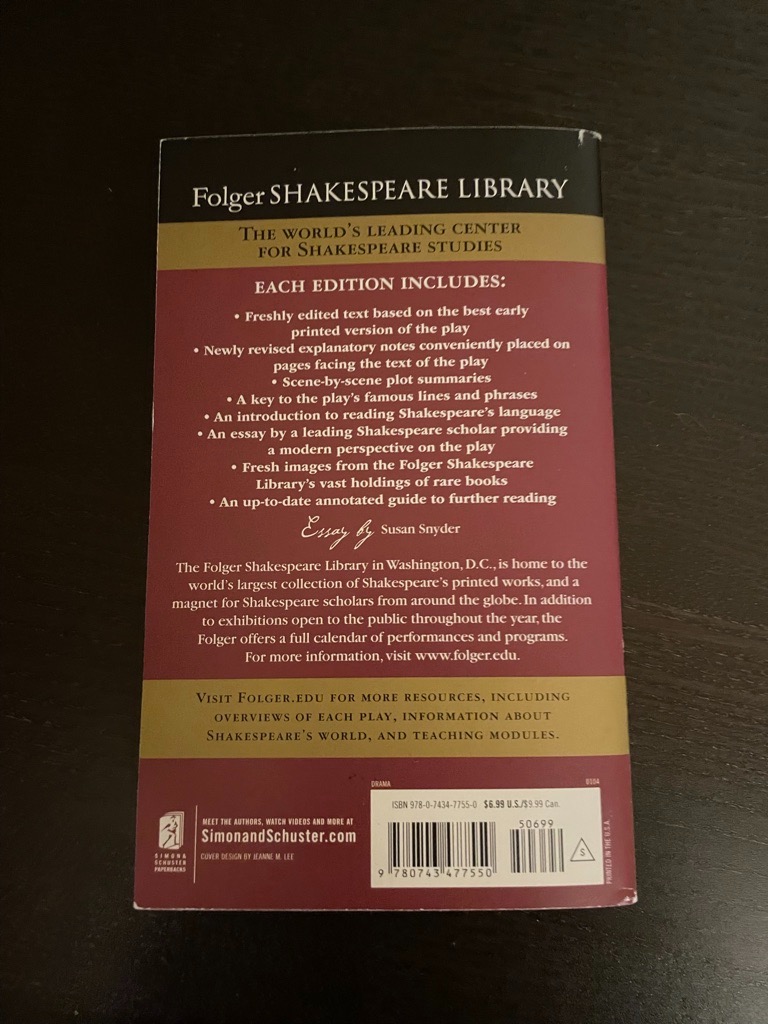 Folger SHAKESPEARE LIBRARY
THE WORLD'S LEADING CENTER
FOR SHAKESPEARE STUDIES
EACH EDITION INCLUDES:
• Freshly edited text based on the best early
printed version of the play
• Newly revised explanatory notes conveniently placed on
pages facing the text of the play
• Scene-by-scene plot summaries
• A key to the play's famous lines and phrases
• An introduction to reading Shakespeare's language
• An essay by a leading Shakespeare scholar providing
a modern perspective on the play
• Fresh images from the Folger Shakespeare
Library's vast holdings of rare books
• An up-to-date annotated guide to further reading
Essay by Susan Snyder
The Folger Shakespeare Library in Washington, D.C., is home to the
world's largest collection of Shakespeare's printed works, and a
magnet for Shakespeare scholars from around the globe. In addition
to exhibitions open to the public throughout the year, the
Folger offers a full calendar of performances and programs.
For more information, visit www.folger.edu.
VISIT FOLGER.EDU FOR MORE RESOURCES, INCLUDING
OVERVIEWS OF EACH PLAY, INFORMATION ABOUT
SHAKESPEARE'S WORLD, AND TEACHING MODULES.
SIMON &
SCHUSTER
PAPERBACKS
MEET THE AUTHORS, WATCH VIDEOS AND MORE AT
SimonandSchuster.com
COVER DESIGN BY JEANNE M. LEE
DRAMA
0304
ISBN 978-0-7434-7755-0 $6.99 U.S./$9.99 Can.
50699
9 780743 477550
S
PRINTED IN THE U.S.A.